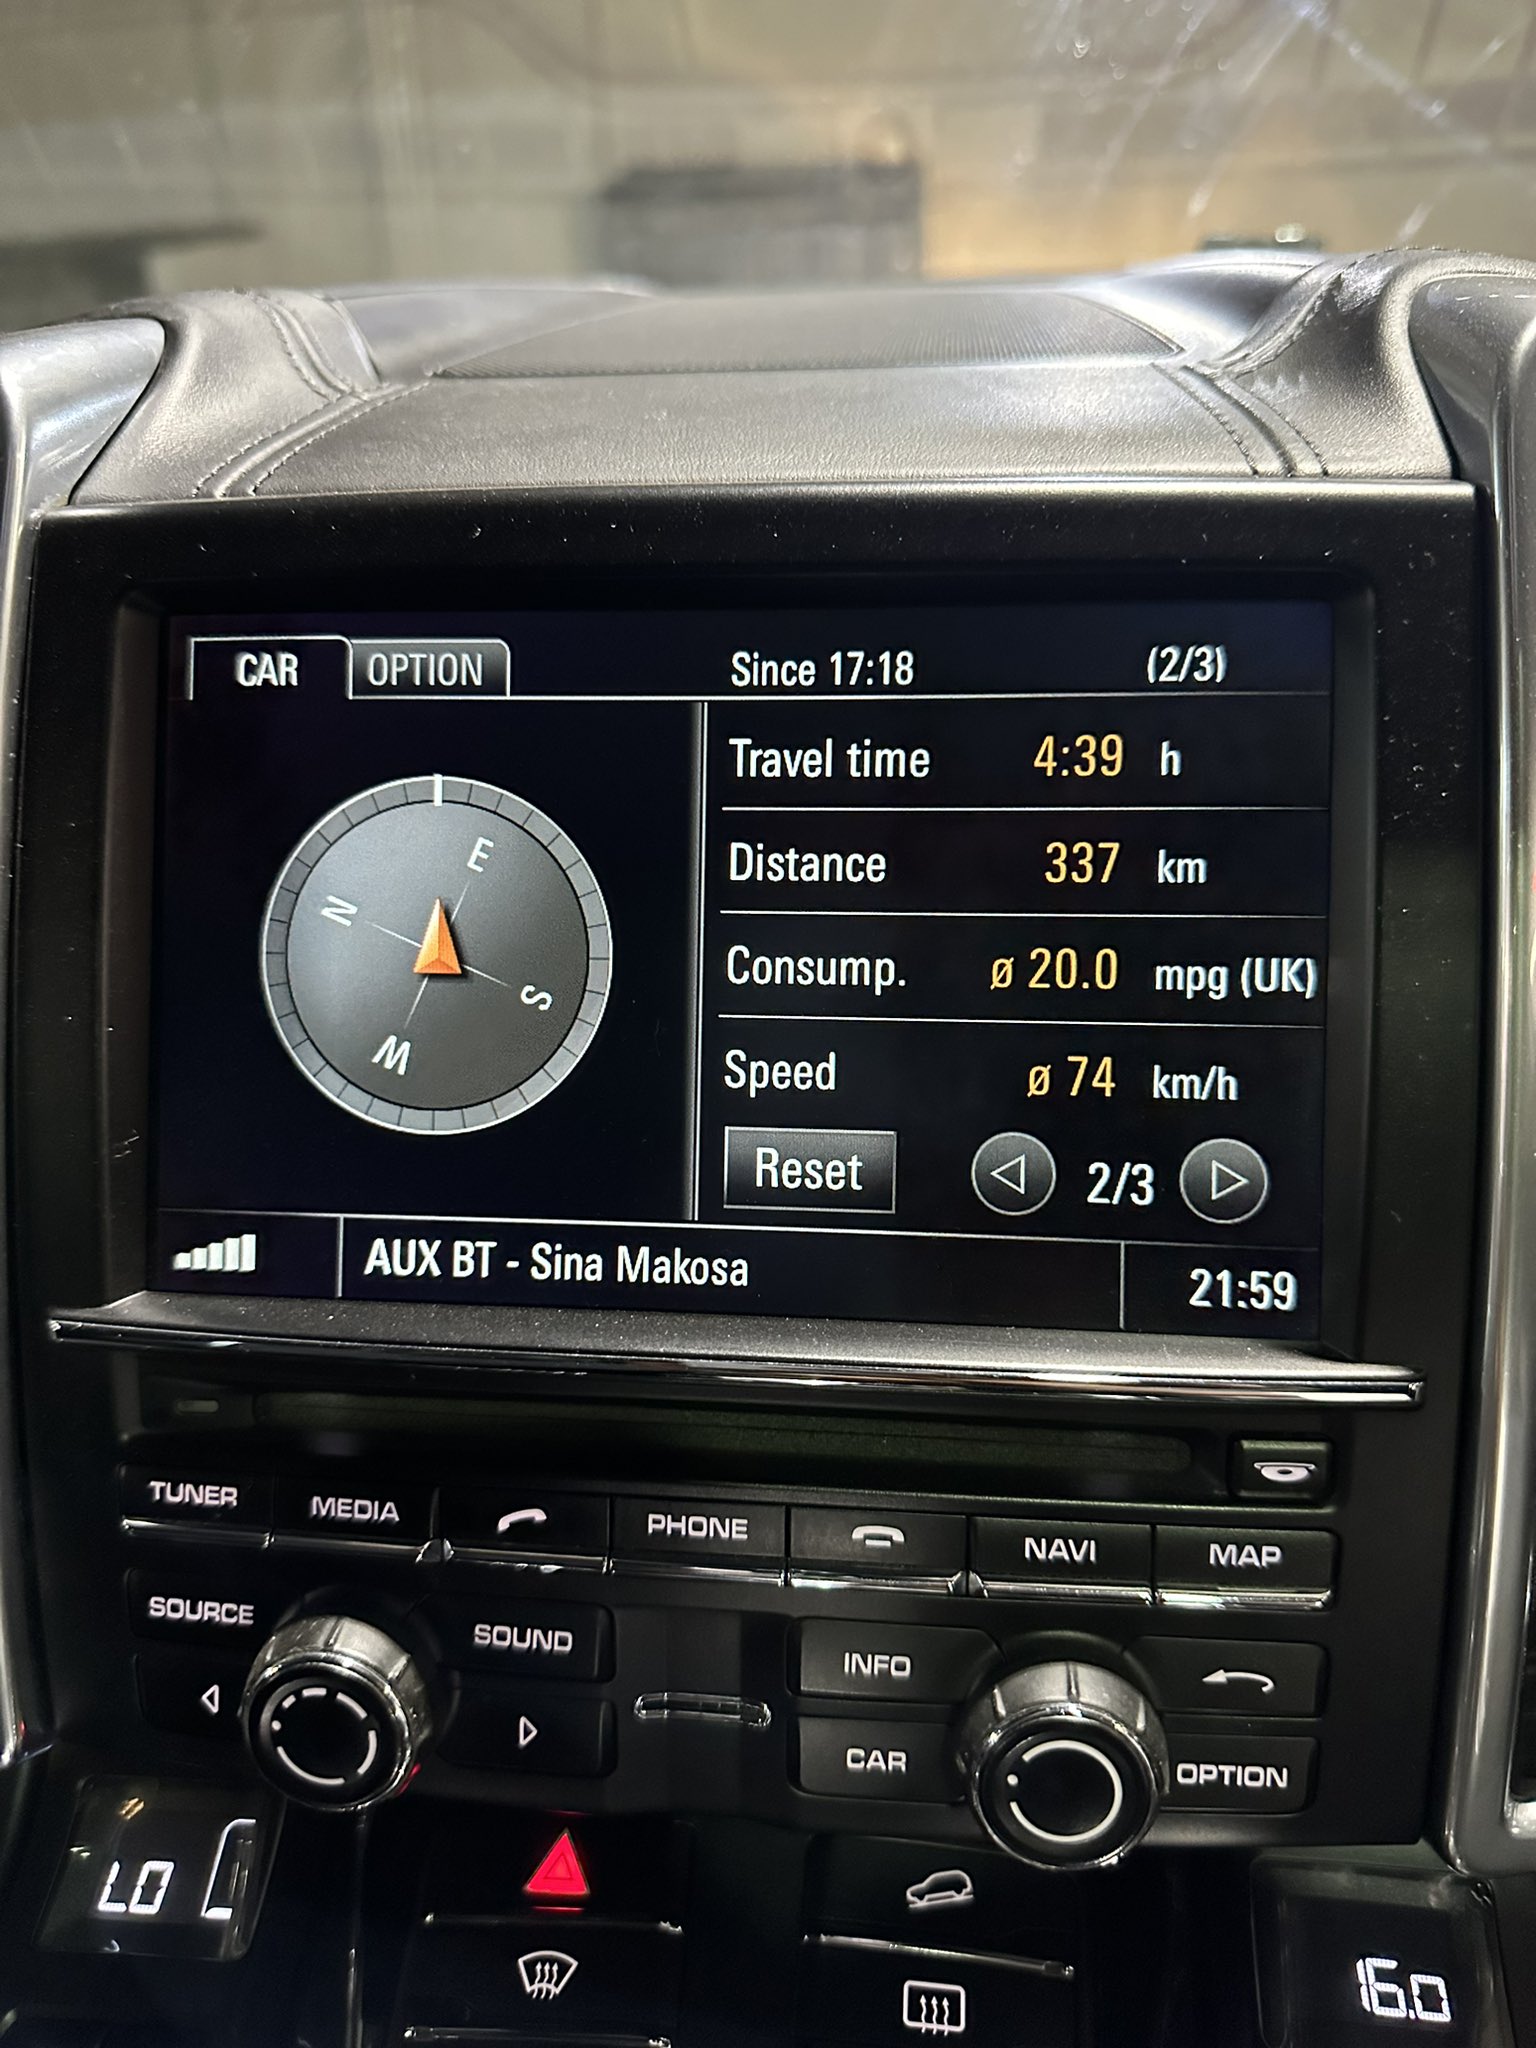 CAR OPTION Since 17:18 (2/3)
Travel time 4:39 h
Distance 337 km
Consump. ø 20.0 mpg (UK)
Speed ø 74 km/h
Reset 2/3
N E S W
AUX BT - Sina Makosa 21:59
TUNER MEDIA PHONE NAVI MAP
SOURCE SOUND INFO
CAR OPTION
LO 16.0